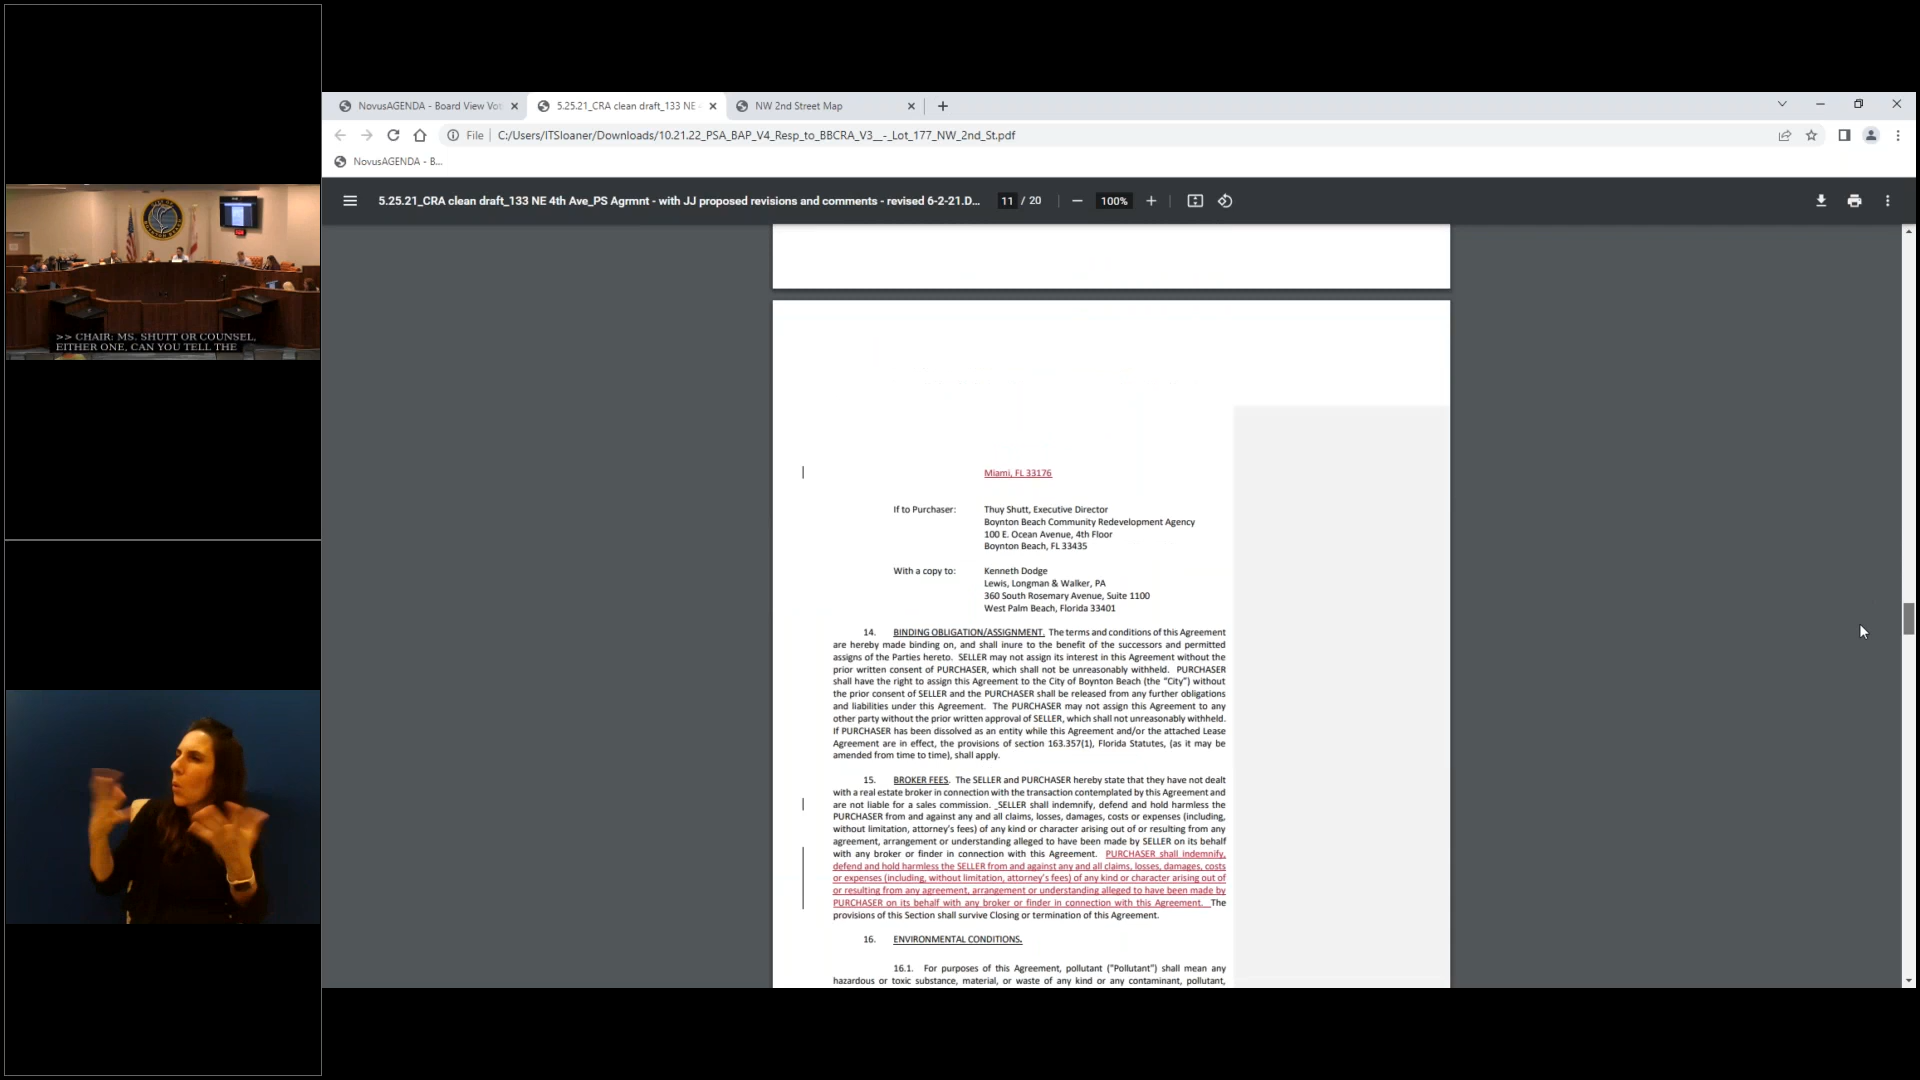 >> CHAIR: MS. SHUTT OR COUNSEL,
EITHER ONE, CAN YOU TELL THE
NovusAGENDA - Board View Vot
5.25.21_CRA clean draft_133 NE
NW 2nd Street Map
File
C:/Users/ITSloaner/Downloads/10.21.22_PSA_BAP_V4_Resp_to_BBCRA_V3__-_Lot_177_NW_2nd_St.pdf
NovusAGENDA - B...
5.25.21_CRA clean draft_133 NE 4th Ave_PS Agrmnt - with JJ proposed revisions and comments - revised 6-2-21.D...
11 / 20
100%
Miami, FL 33176
If to Purchaser: Thuy Shutt, Executive Director
Boynton Beach Community Redevelopment Agency
100 E. Ocean Avenue, 4th Floor
Boynton Beach, FL 33435
With a copy to: Kenneth Dodge
Lewis, Longman & Walker, PA
360 South Rosemary Avenue, Suite 1100
West Palm Beach, Florida 33401
14. BINDING OBLIGATION/ASSIGNMENT. The terms and conditions of this Agreement
are hereby made binding on, and shall inure to the benefit of the successors and permitted
assigns of the Parties hereto. SELLER may not assign its interest in this Agreement without the
prior written consent of PURCHASER, which shall not be unreasonably withheld. PURCHASER
shall have the right to assign this Agreement to the City of Boynton Beach (the "City") without
the prior consent of SELLER and the PURCHASER shall be released from any further obligations
and liabilities under this Agreement. The PURCHASER may not assign this Agreement to any
other party without the prior written approval of SELLER, which shall not unreasonably withheld.
If PURCHASER has been dissolved as an entity while this Agreement and/or the attached Lease
Agreement are in effect, the provisions of section 163.357(1), Florida Statutes, (as it may be
amended from time to time), shall apply.
15. BROKER FEES. The SELLER and PURCHASER hereby state that they have not dealt
with a real estate broker in connection with the transaction contemplated by this Agreement and
are not liable for a sales commission. _SELLER shall indemnify, defend and hold harmless the
PURCHASER from and against any and all claims, losses, damages, costs or expenses (including,
without limitation, attorney's fees) of any kind or character arising out of or resulting from any
agreement, arrangement or understanding alleged to have been made by SELLER on its behalf
with any broker or finder in connection with this Agreement. PURCHASER shall indemnify,
defend and hold harmless the SELLER from and against any and all claims, losses, damages, costs
or expenses (including, without limitation, attorney's fees) of any kind or character arising out of
or resulting from any agreement, arrangement or understanding alleged to have been made by
PURCHASER on its behalf with any broker or finder in connection with this Agreement. The
provisions of this Section shall survive Closing or termination of this Agreement.
16. ENVIRONMENTAL CONDITIONS.
16.1. For purposes of this Agreement, pollutant ("Pollutant") shall mean any
hazardous or toxic substance, material, or waste of any kind or any contaminant, pollutant,